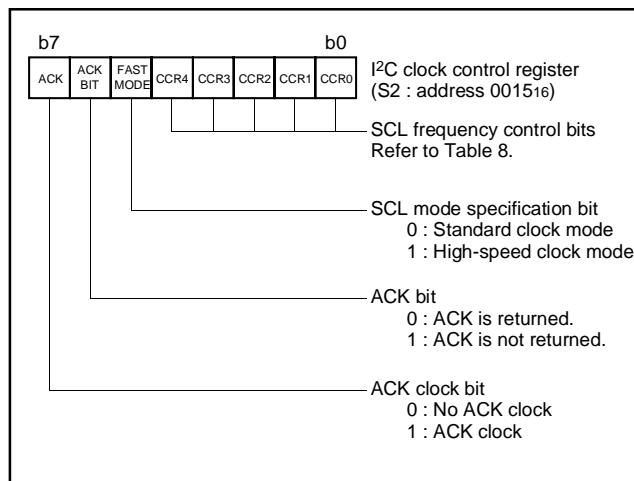 b7 b0
ACK ACK BIT FAST MODE CCR4 CCR3 CCR2 CCR1 CCR0
I²C clock control register
(S2 : address 0015₁₆)
SCL frequency control bits
Refer to Table 8.
SCL mode specification bit
0 : Standard clock mode
1 : High-speed clock mode
ACK bit
0 : ACK is returned.
1 : ACK is not returned.
ACK clock bit
0 : No ACK clock
1 : ACK clock